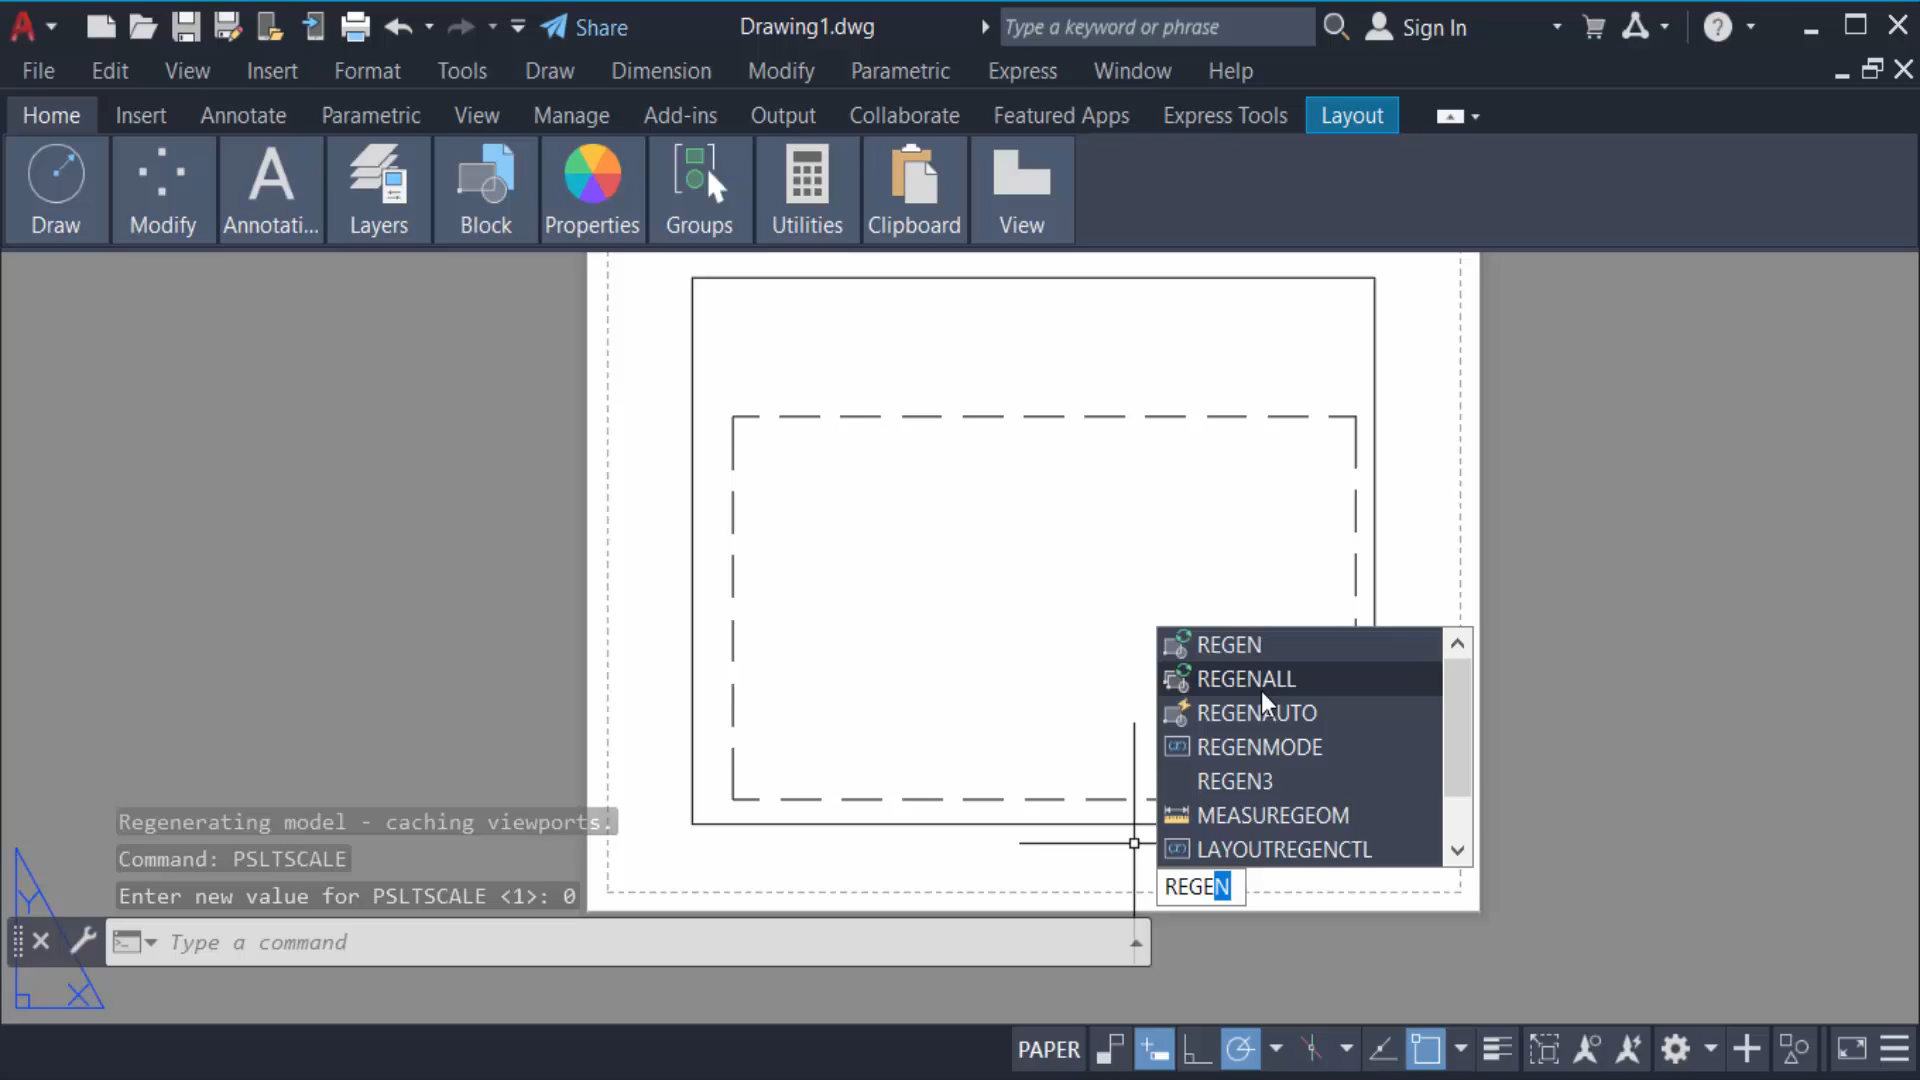 Share
Drawing1.dwg
Type a keyword or phrase
Sign In
File Edit View Insert Format Tools Draw Dimension Modify Parametric Express Window Help
Home Insert Annotate Parametric View Manage Add-ins Output Collaborate Featured Apps Express Tools Layout
Draw Modify Annotati... Layers Block Properties Groups Utilities Clipboard View
REGEN
REGENALL
REGENAUTO
REGENMODE
REGEN3
MEASUREGEOM
LAYOUTREGENCTL
REGEN
Regenerating model - caching viewports.
Command: PSLTSCALE
Enter new value for PSLTSCALE <1>: 0
Type a command
Y
X
PAPER